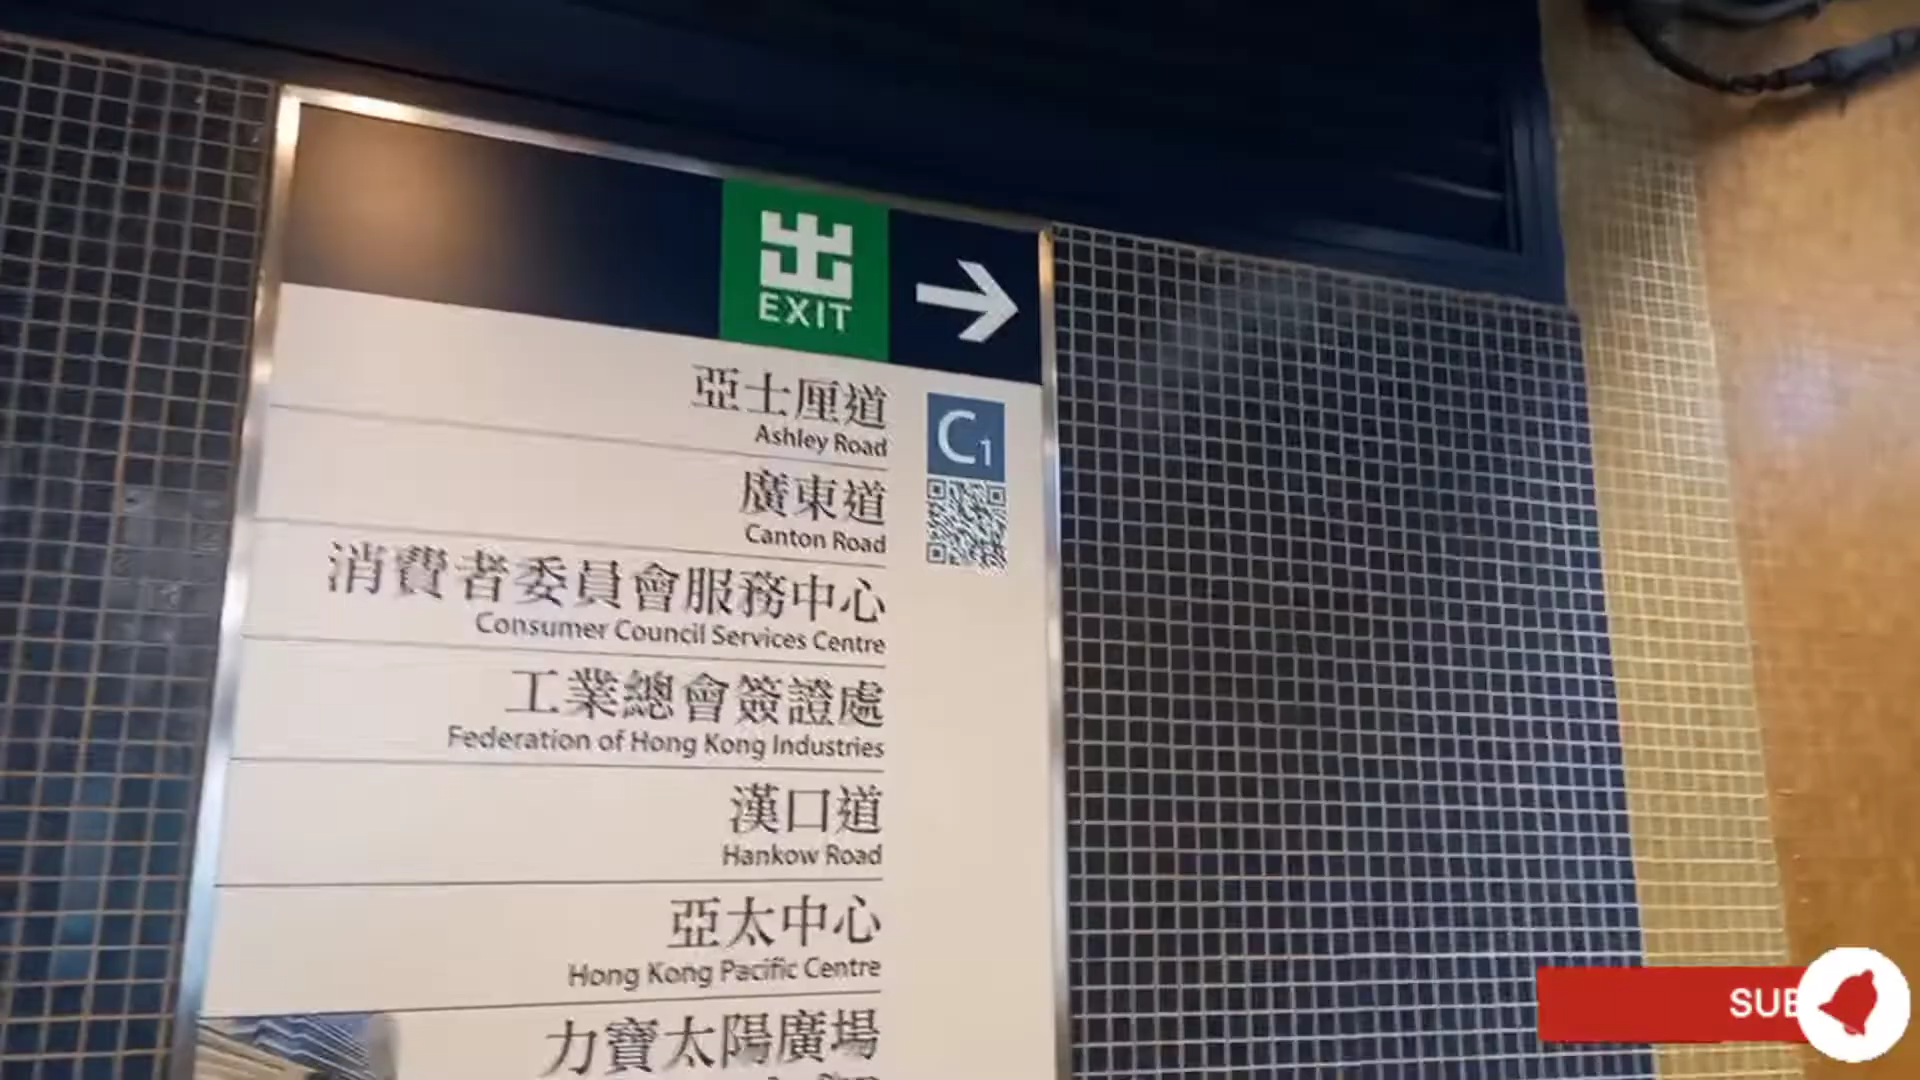 出
EXIT
亞士厘道
Ashley Road
C1
廣東道
Canton Road
消費者委員會服務中心
Consumer Council Services Centre
工業總會簽證處
Federation of Hong Kong Industries
漢口道
Hankow Road
亞太中心
Hong Kong Pacific Centre
力寶太陽廣場
SUB